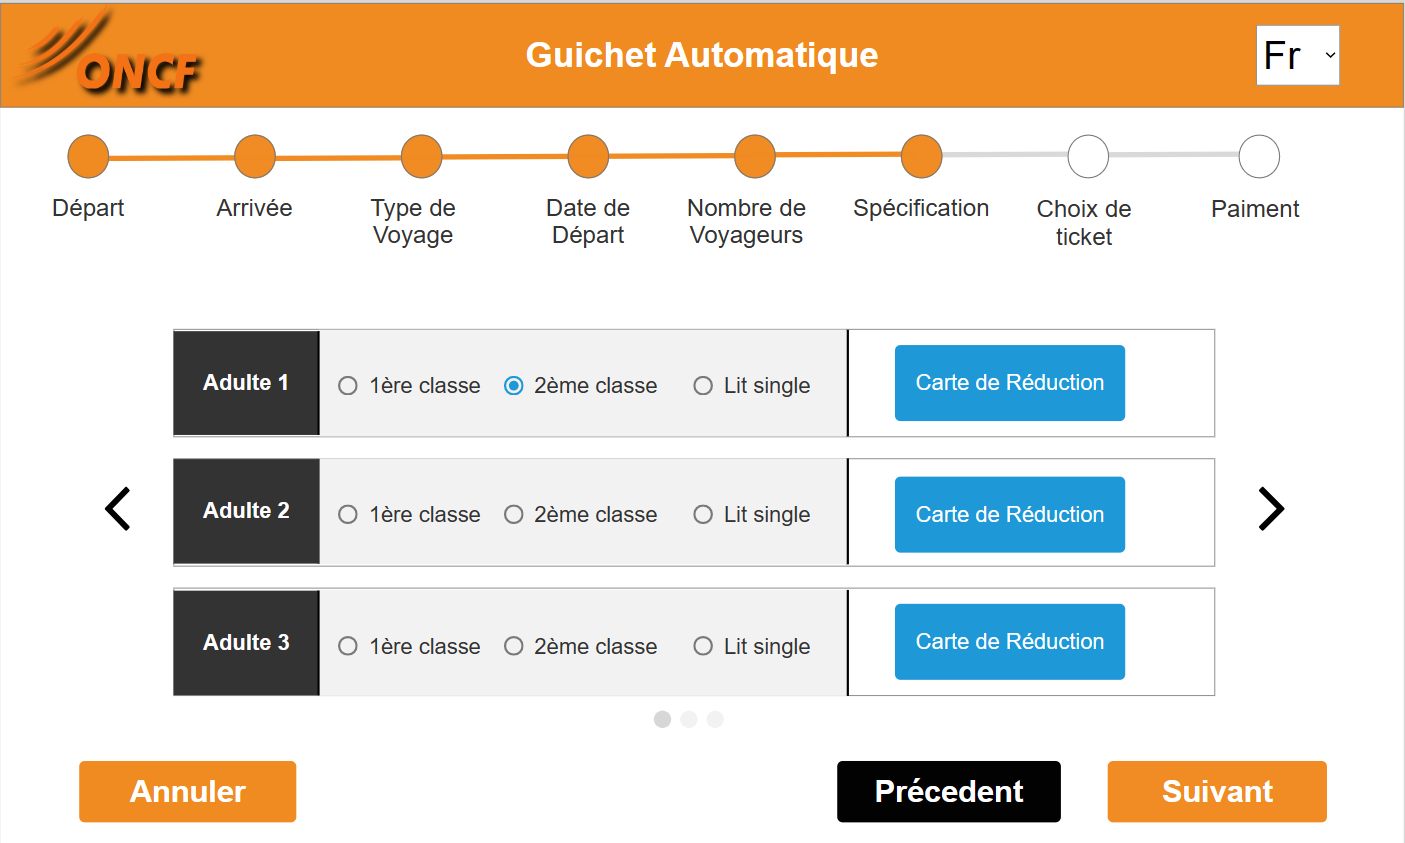 ONCF
Guichet Automatique
Fr
Départ
Arrivée
Type de
Voyage
Date de
Départ
Nombre de
Voyageurs
Spécification
Choix de
ticket
Paiment
Adulte 1
1ère classe
2ème classe
Lit single
Carte de Réduction
Adulte 2
1ère classe
2ème classe
Lit single
Carte de Réduction
Adulte 3
1ère classe
2ème classe
Lit single
Carte de Réduction
Annuler
Précedent
Suivant